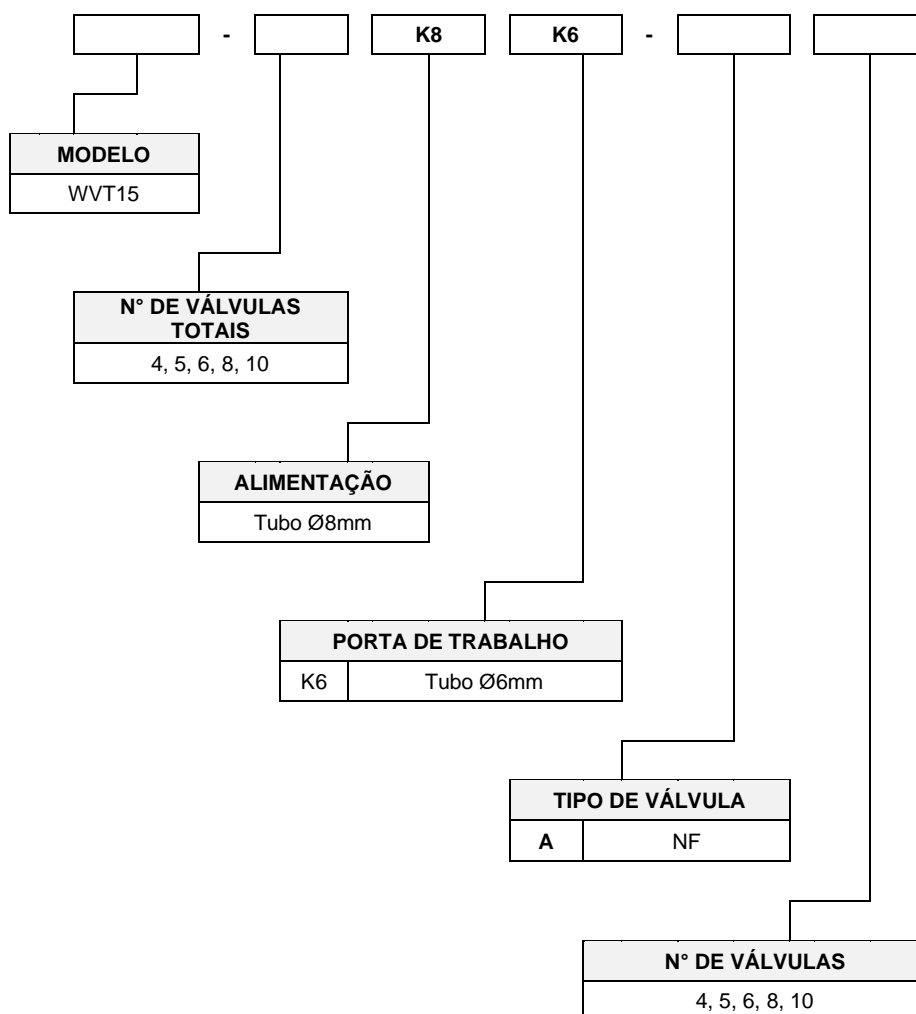 - K8 K6 -
MODELO
WVT15
N° DE VÁLVULAS
TOTAIS
4, 5, 6, 8, 10
ALIMENTAÇÃO
Tubo Ø8mm
PORTA DE TRABALHO
K6 Tubo Ø6mm
TIPO DE VÁLVULA
A NF
N° DE VÁLVULAS
4, 5, 6, 8, 10